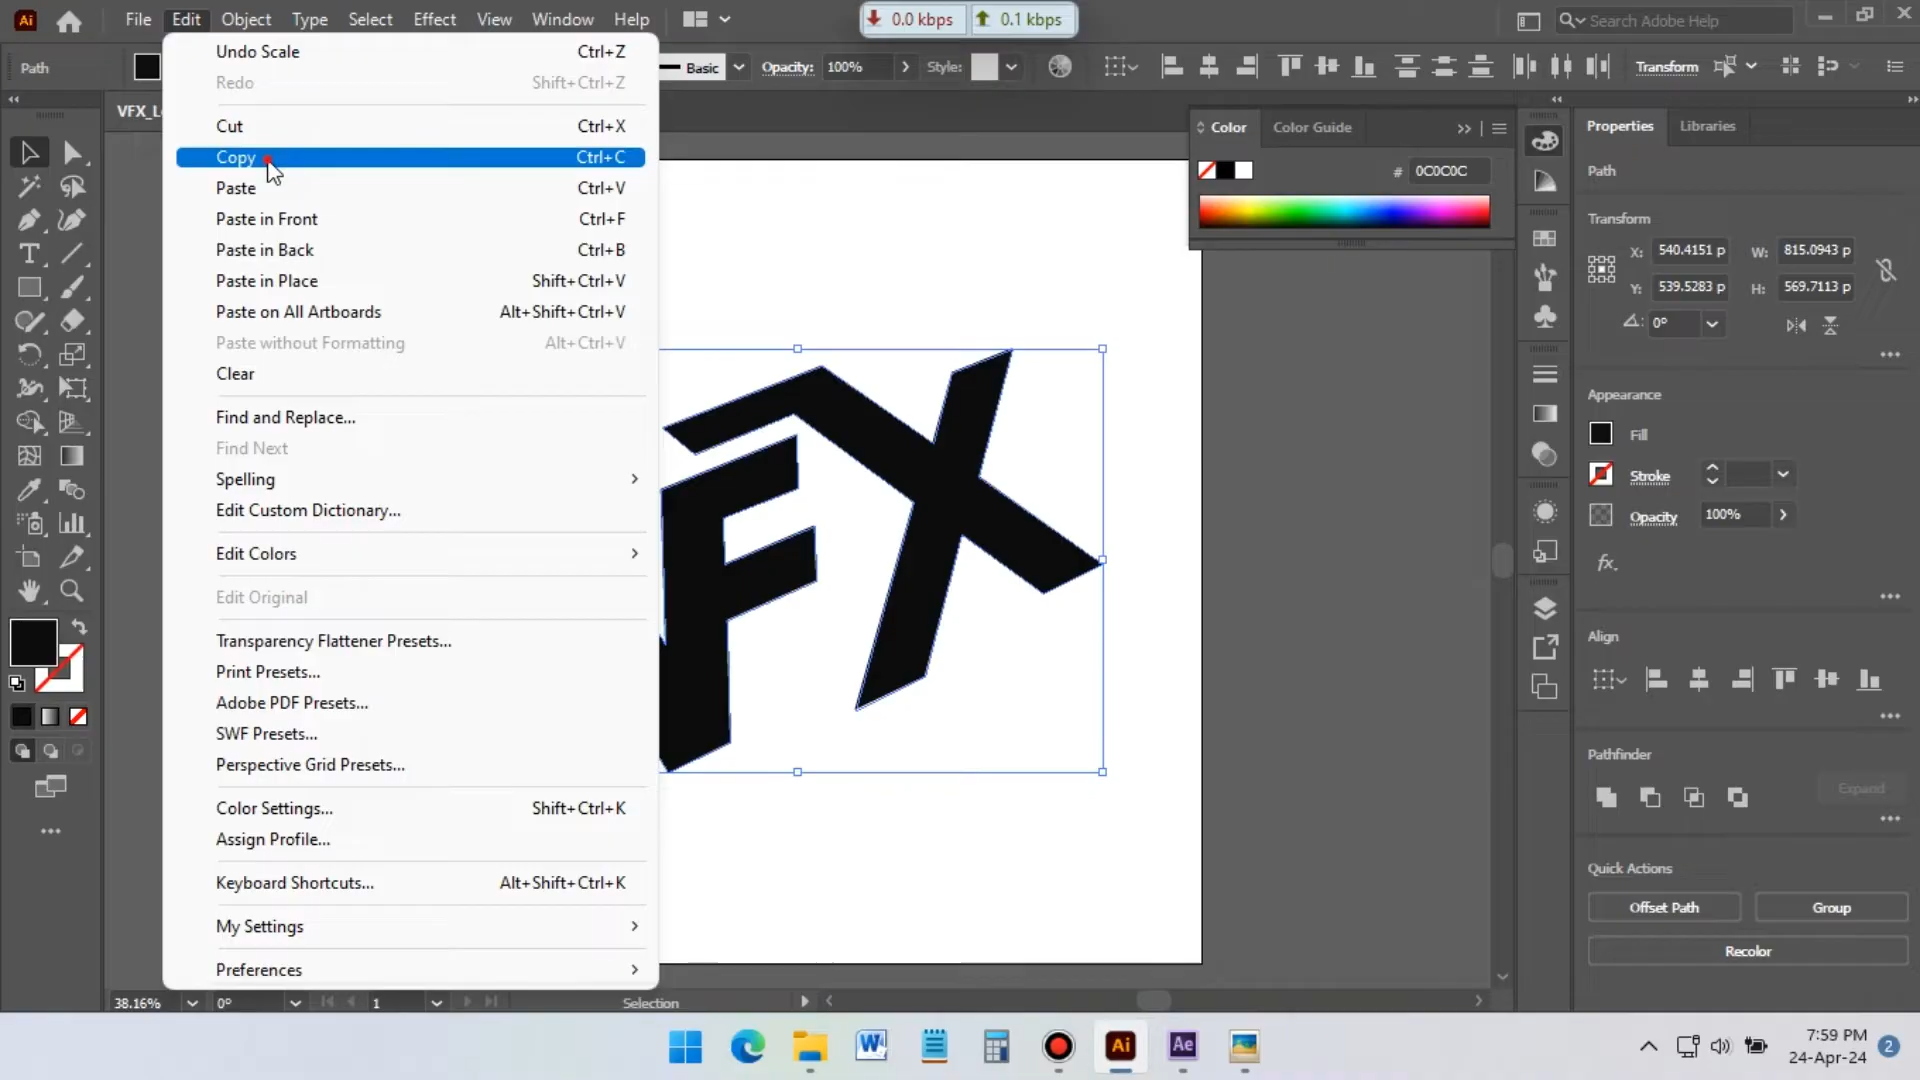 Ai File Edit Object Type Select Effect View Window Help 0.0 kbps 0.1 kbps Search Adobe Help
Path Basic Opacity: 100% Style: Transform
VFX_L
Undo Scale Ctrl+Z
Redo Shift+Ctrl+Z
Cut Ctrl+X
Copy Ctrl+C
Paste Ctrl+V
Paste in Front Ctrl+F
Paste in Back Ctrl+B
Paste in Place Shift+Ctrl+V
Paste on All Artboards Alt+Shift+Ctrl+V
Paste without Formatting Alt+Ctrl+V
Clear
Find and Replace...
Find Next
Spelling
Edit Custom Dictionary...
Edit Colors
Edit Original
Transparency Flattener Presets...
Print Presets...
Adobe PDF Presets...
SWF Presets...
Perspective Grid Presets...
Color Settings... Shift+Ctrl+K
Assign Profile...
Keyboard Shortcuts... Alt+Shift+Ctrl+K
My Settings
Preferences
FX
Color Color Guide
# 0C0C0C
Properties Libraries
Path
Transform
X: 540.4151 p W: 815.0943 p
Y: 539.5283 p H: 569.7113 p
0°
Appearance
Fill
Stroke
Opacity 100%
fx.
Align
Pathfinder
Expand
Quick Actions
Offset Path Group
Recolor
38.16% 0° 1 Selection
W Ai Ae 7:59 PM
24-Apr-24 2